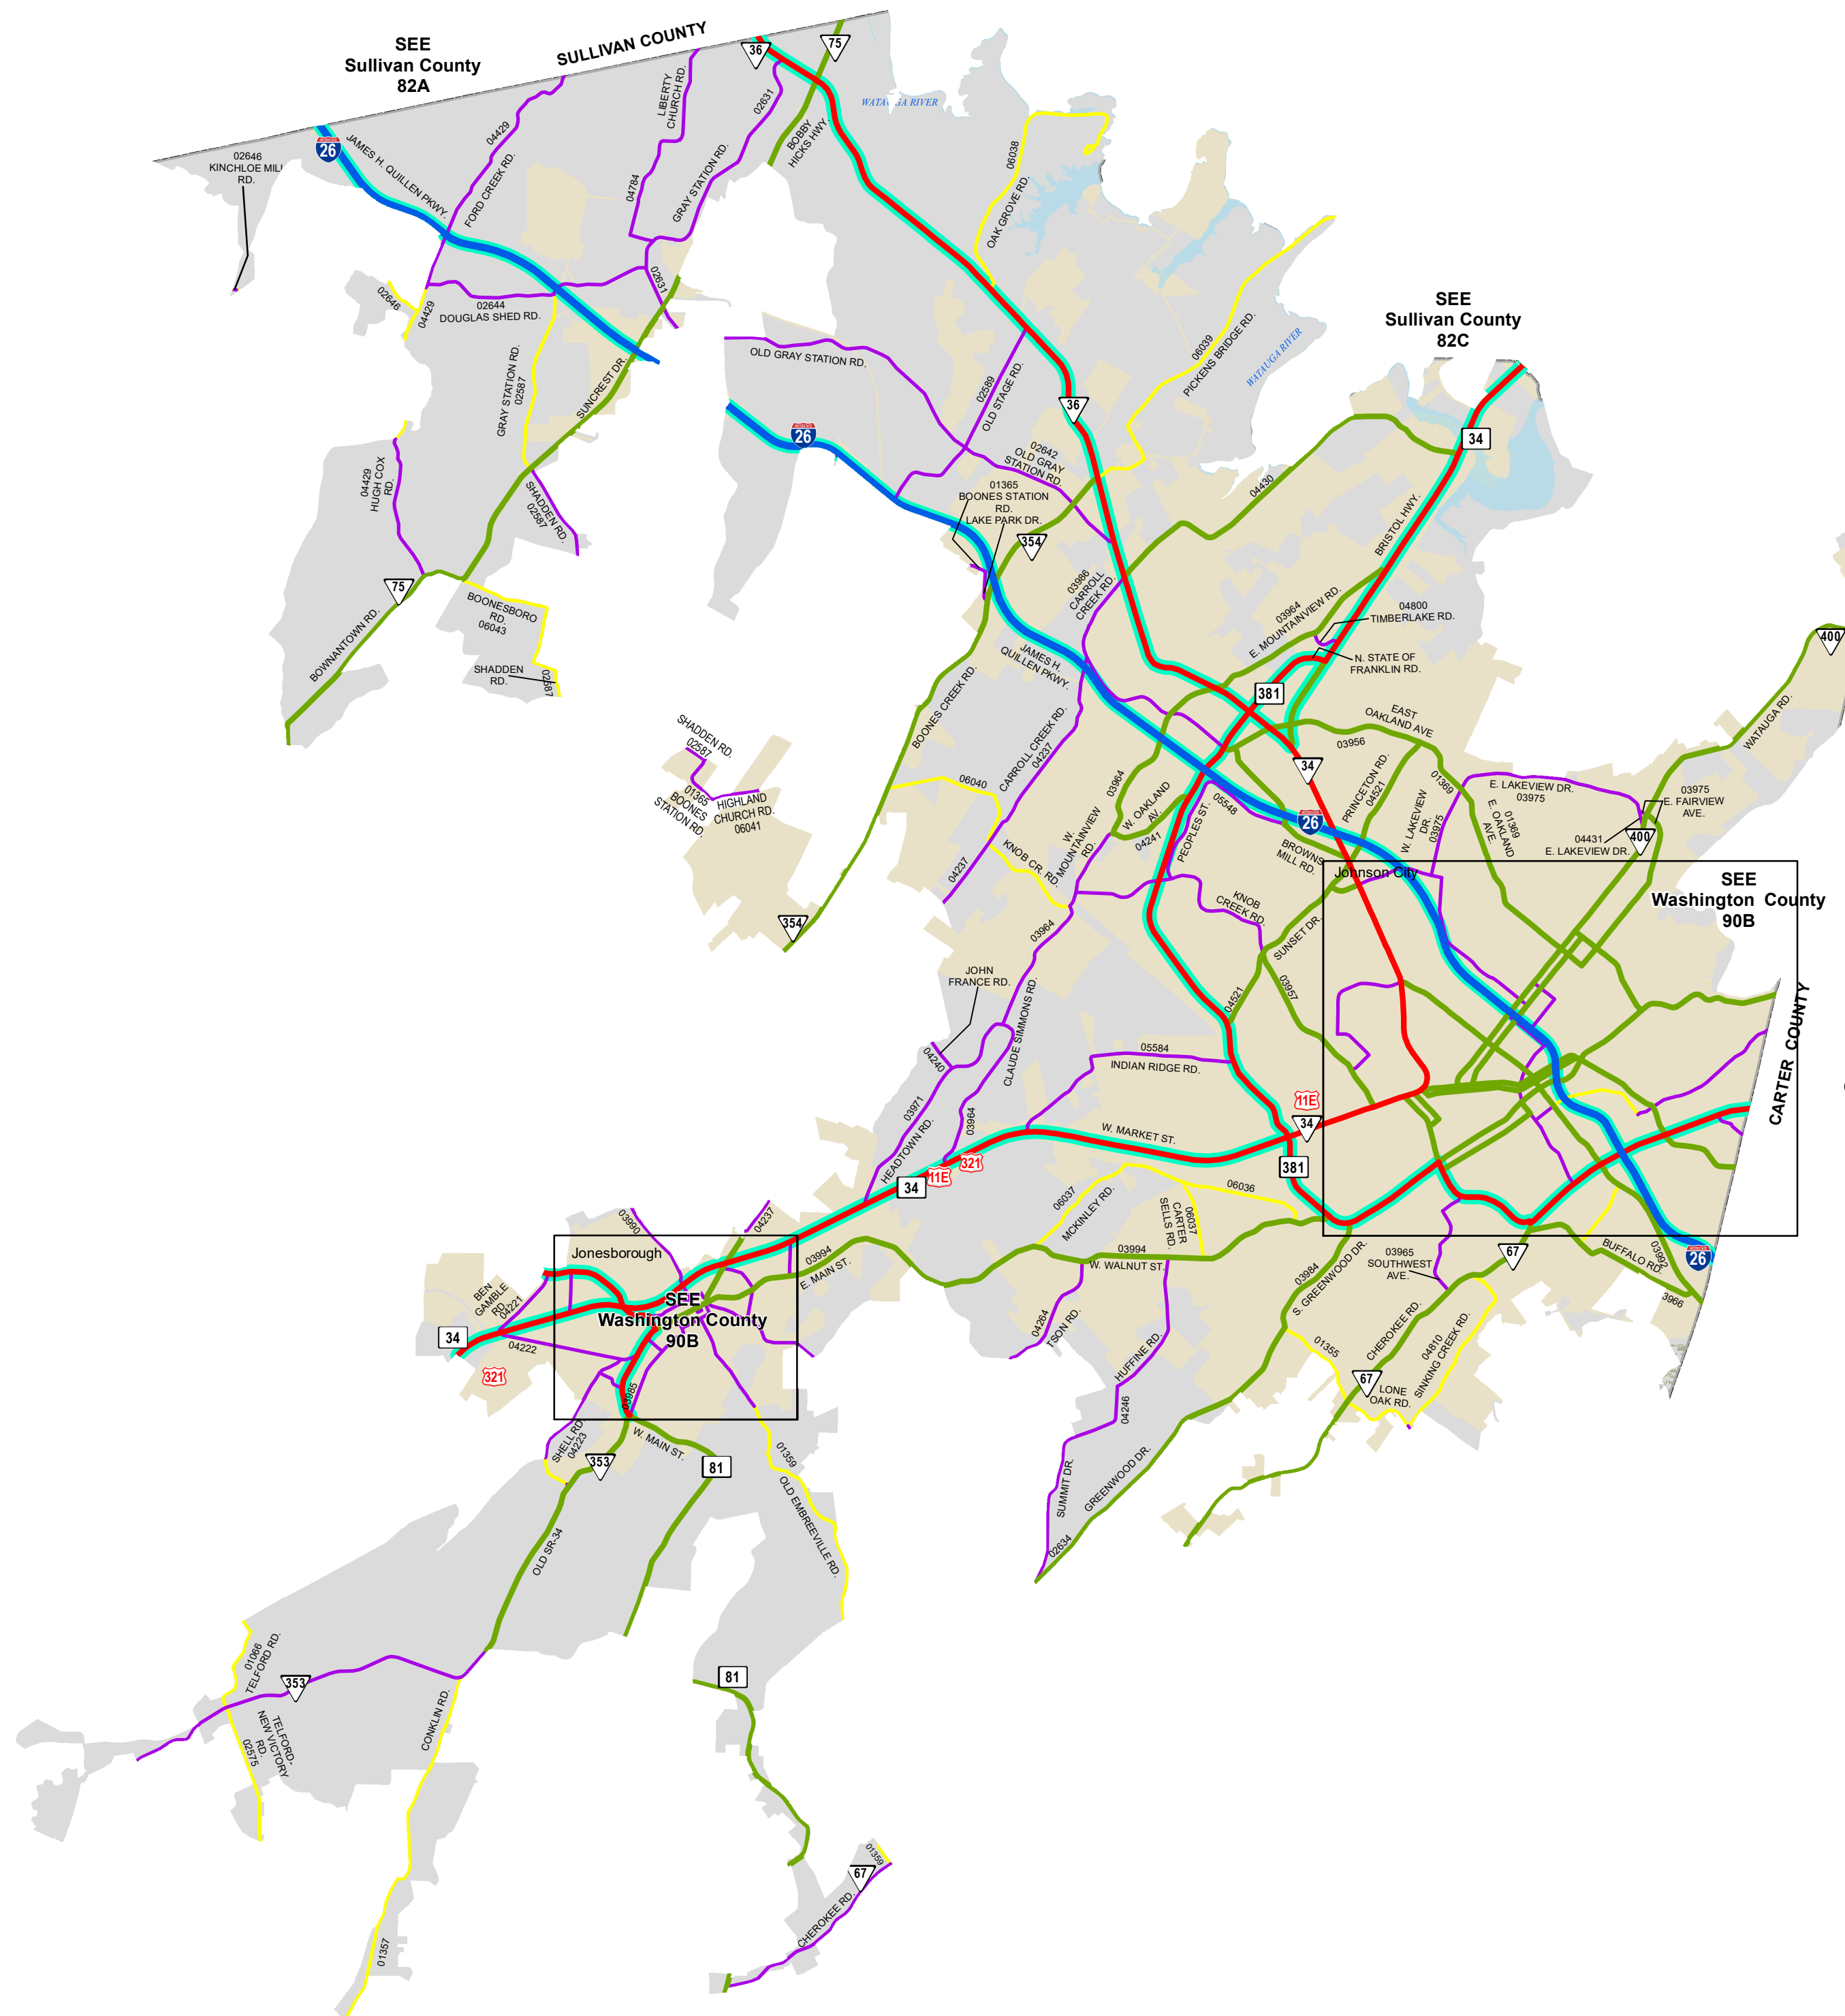 SEE
Sullivan County
82A
SULLIVAN COUNTY
36
75
WATAUGA RIVER
02646
KINCHLOE MILL
RD.
26
JAMES H. QUILLEN PKWY.
04429
FORD CREEK RD.
LIBERTY
CHURCH RD.
04784
02631
GRAY STATION RD.
BOBBY
HICKS HWY.
06038
OAK GROVE RD.
02646
04429
02644
DOUGLAS SHED RD.
02631
GRAY STATION RD.
02587
SUNCREST DR.
OLD GRAY STATION RD.
02589
OLD STAGE RD.
36
06039
PICKENS BRIDGE RD.
WATAUGA RIVER
SEE
Sullivan County
82C
34
26
04429
HUGH COX
RD.
SHADDEN RD.
02587
02642
OLD GRAY
STATION RD.
01365
BOONES STATION
RD.
LAKE PARK DR.
354
04430
BRISTOL HWY.
75
BOWNANTOWN RD.
BOONESBORO
RD.
06043
SHADDEN
RD.
02587
03986
CARROLL
CREEK RD.
03964
E. MOUNTAINVIEW RD.
04800
TIMBERLAKE RD.
N. STATE OF
FRANKLIN RD.
381
400
JAMES H.
QUILLEN PKWY.
BOONES CREEK RD.
CARROLL CREEK RD.
04237
EAST
OAKLAND AVE
03956
WATAUGA RD.
SHADDEN RD.
02587
01365
BOONES
STATION RD.
HIGHLAND
CHURCH RD.
06041
06040
03964
W. OAKLAND
AV.
04241
PEOPLES ST.
05548
34
26
PRINCETON RD.
04521
01369
W. LAKEVIEW
DR.
03975
E. LAKEVIEW DR.
03975
01369
E. OAKLAND
AVE.
03975
E. FAIRVIEW
AVE.
04431
E. LAKEVIEW DR.
400
04237
KNOB CR. RD.
W.
MOUNTAINVIEW
RD.
BROWNS
MILL RD.
Johnson City
SEE
Washington County
90B
354
03964
KNOB
CREEK RD.
SUNSET DR.
JOHN
FRANCE RD.
04521
03957
CLAUDE SIMMONS RD.
04240
05584
INDIAN RIDGE RD.
CARTER COUNTY
03971
HEADTOWN RD.
03964
W. MARKET ST.
11E
34
321
11E
34
381
06037
MCKINLEY RD.
06037
CARTER
SELLS RD.
06036
03990
04237
Jonesborough
03994
E. MAIN ST.
03994
W. WALNUT ST.
03984
S. GREENWOOD DR.
03965
SOUTHWEST
AVE.
67
BUFFALO RD.
03992
26
3966
BEN
GAMBLE
RD.
04221
SEE
Washington County
90B
34
04222
321
04264
TSON RD.
HUFFINE RD.
01355
CHEROKEE RD.
04810
SINKING CREEK RD.
67
LONE
OAK RD.
03985
04246
SHELL RD.
04223
W. MAIN ST.
353
81
01359
OLD EMBREEVILLE RD.
SUMMIT DR.
GREENWOOD DR.
02634
OLD SR-34
01066
TELFORD RD.
353
81
CONKLIN RD.
TELFORD-
NEW VICTORY
RD.
02575
01359
67
CHEROKEE RD.
01357